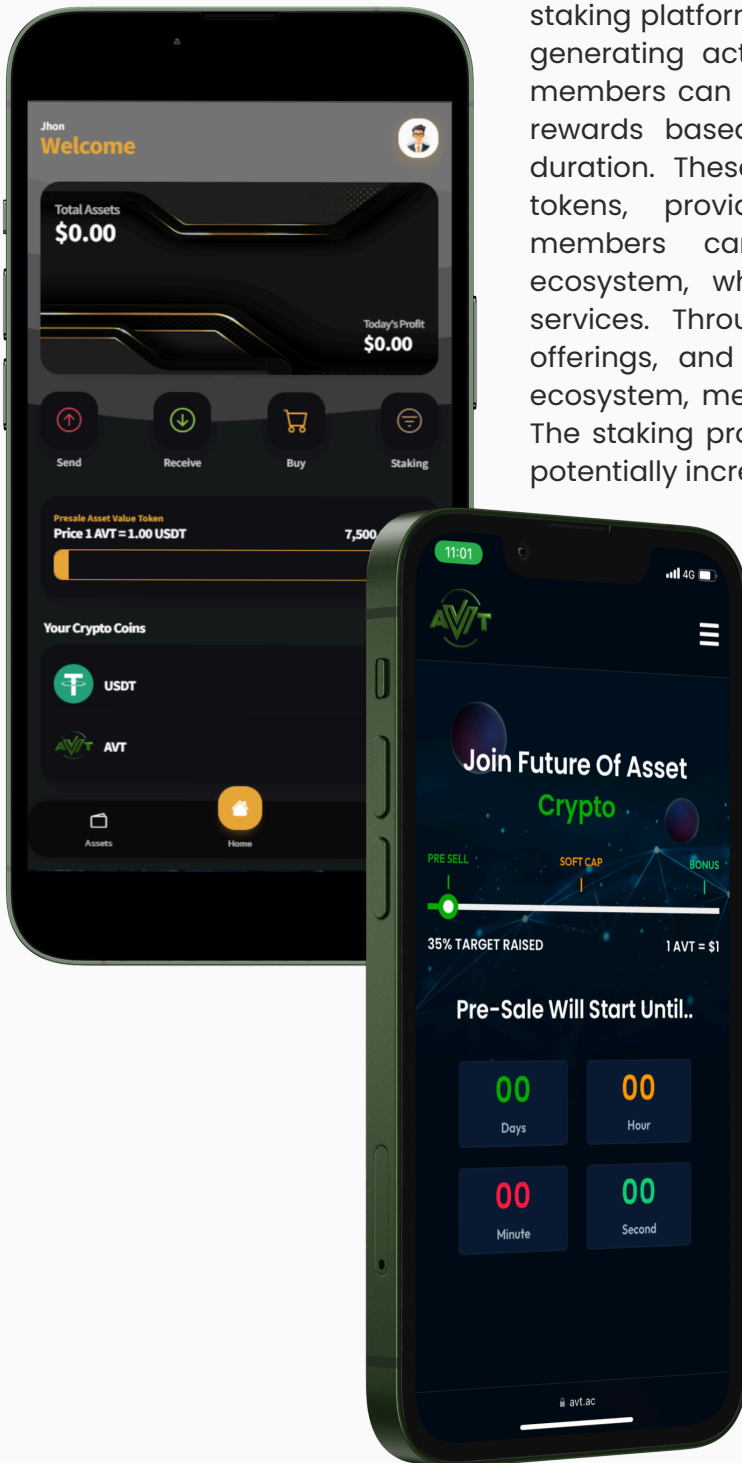 staking platfor
generating act
members can
rewards based
duration. These
tokens, provid
members car
ecosystem, wh
services. Throu
offerings, and
ecosystem, me
The staking pro
potentially incre
Jhon
Welcome
Total Assets
$0.00
Today's Profit
$0.00
Send
Receive
Buy
Staking
Presale Asset Value Token
Price 1 AVT = 1.00 USDT
7,500
Your Crypto Coins
USDT
AVT
AVT
Assets
Home
11:01
4G
AVT
Join Future Of Asset
Crypto
PRE SELL
SOFT CAP
BONUS
35% TARGET RAISED
1 AVT = $1
Pre-Sale Will Start Until..
00
Days
00
Hour
00
Minute
00
Second
avt.ac